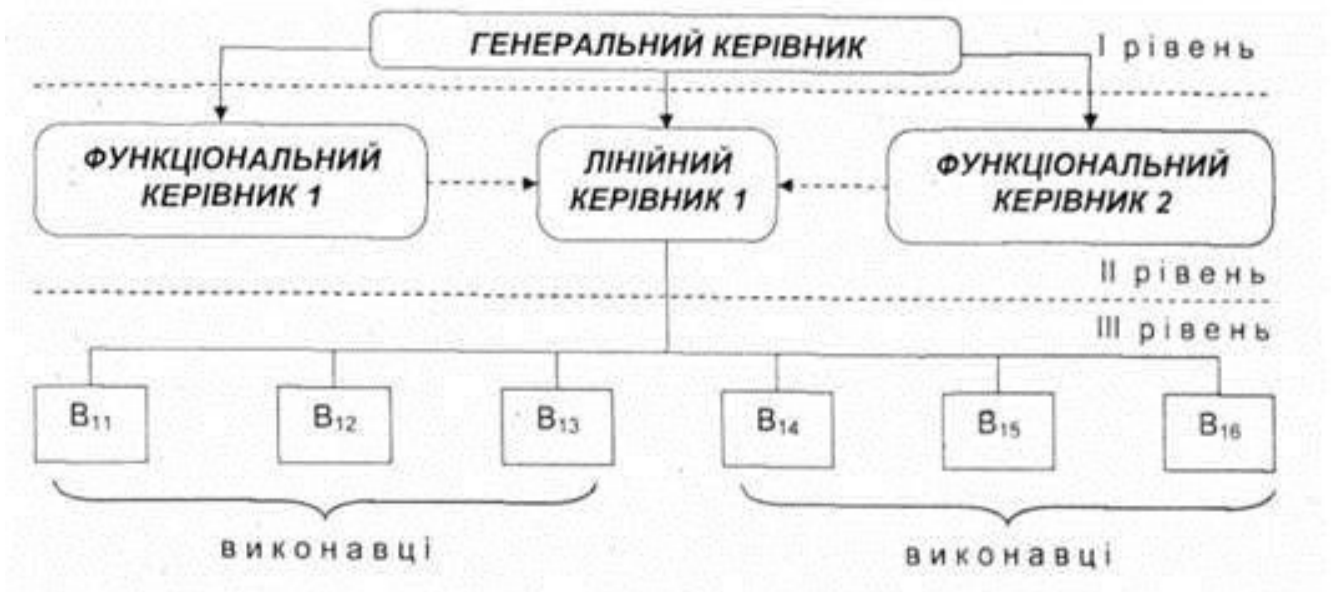 ГЕНЕРАЛЬНИЙ КЕРІВНИК
І рівень
ФУНКЦІОНАЛЬНИЙ
КЕРІВНИК 1
ЛІНІЙНИЙ
КЕРІВНИК 1
ФУНКЦІОНАЛЬНИЙ
КЕРІВНИК 2
ІІ рівень
ІІІ рівень
В11
В12
В13
В14
В15
В16
виконавці
виконавці